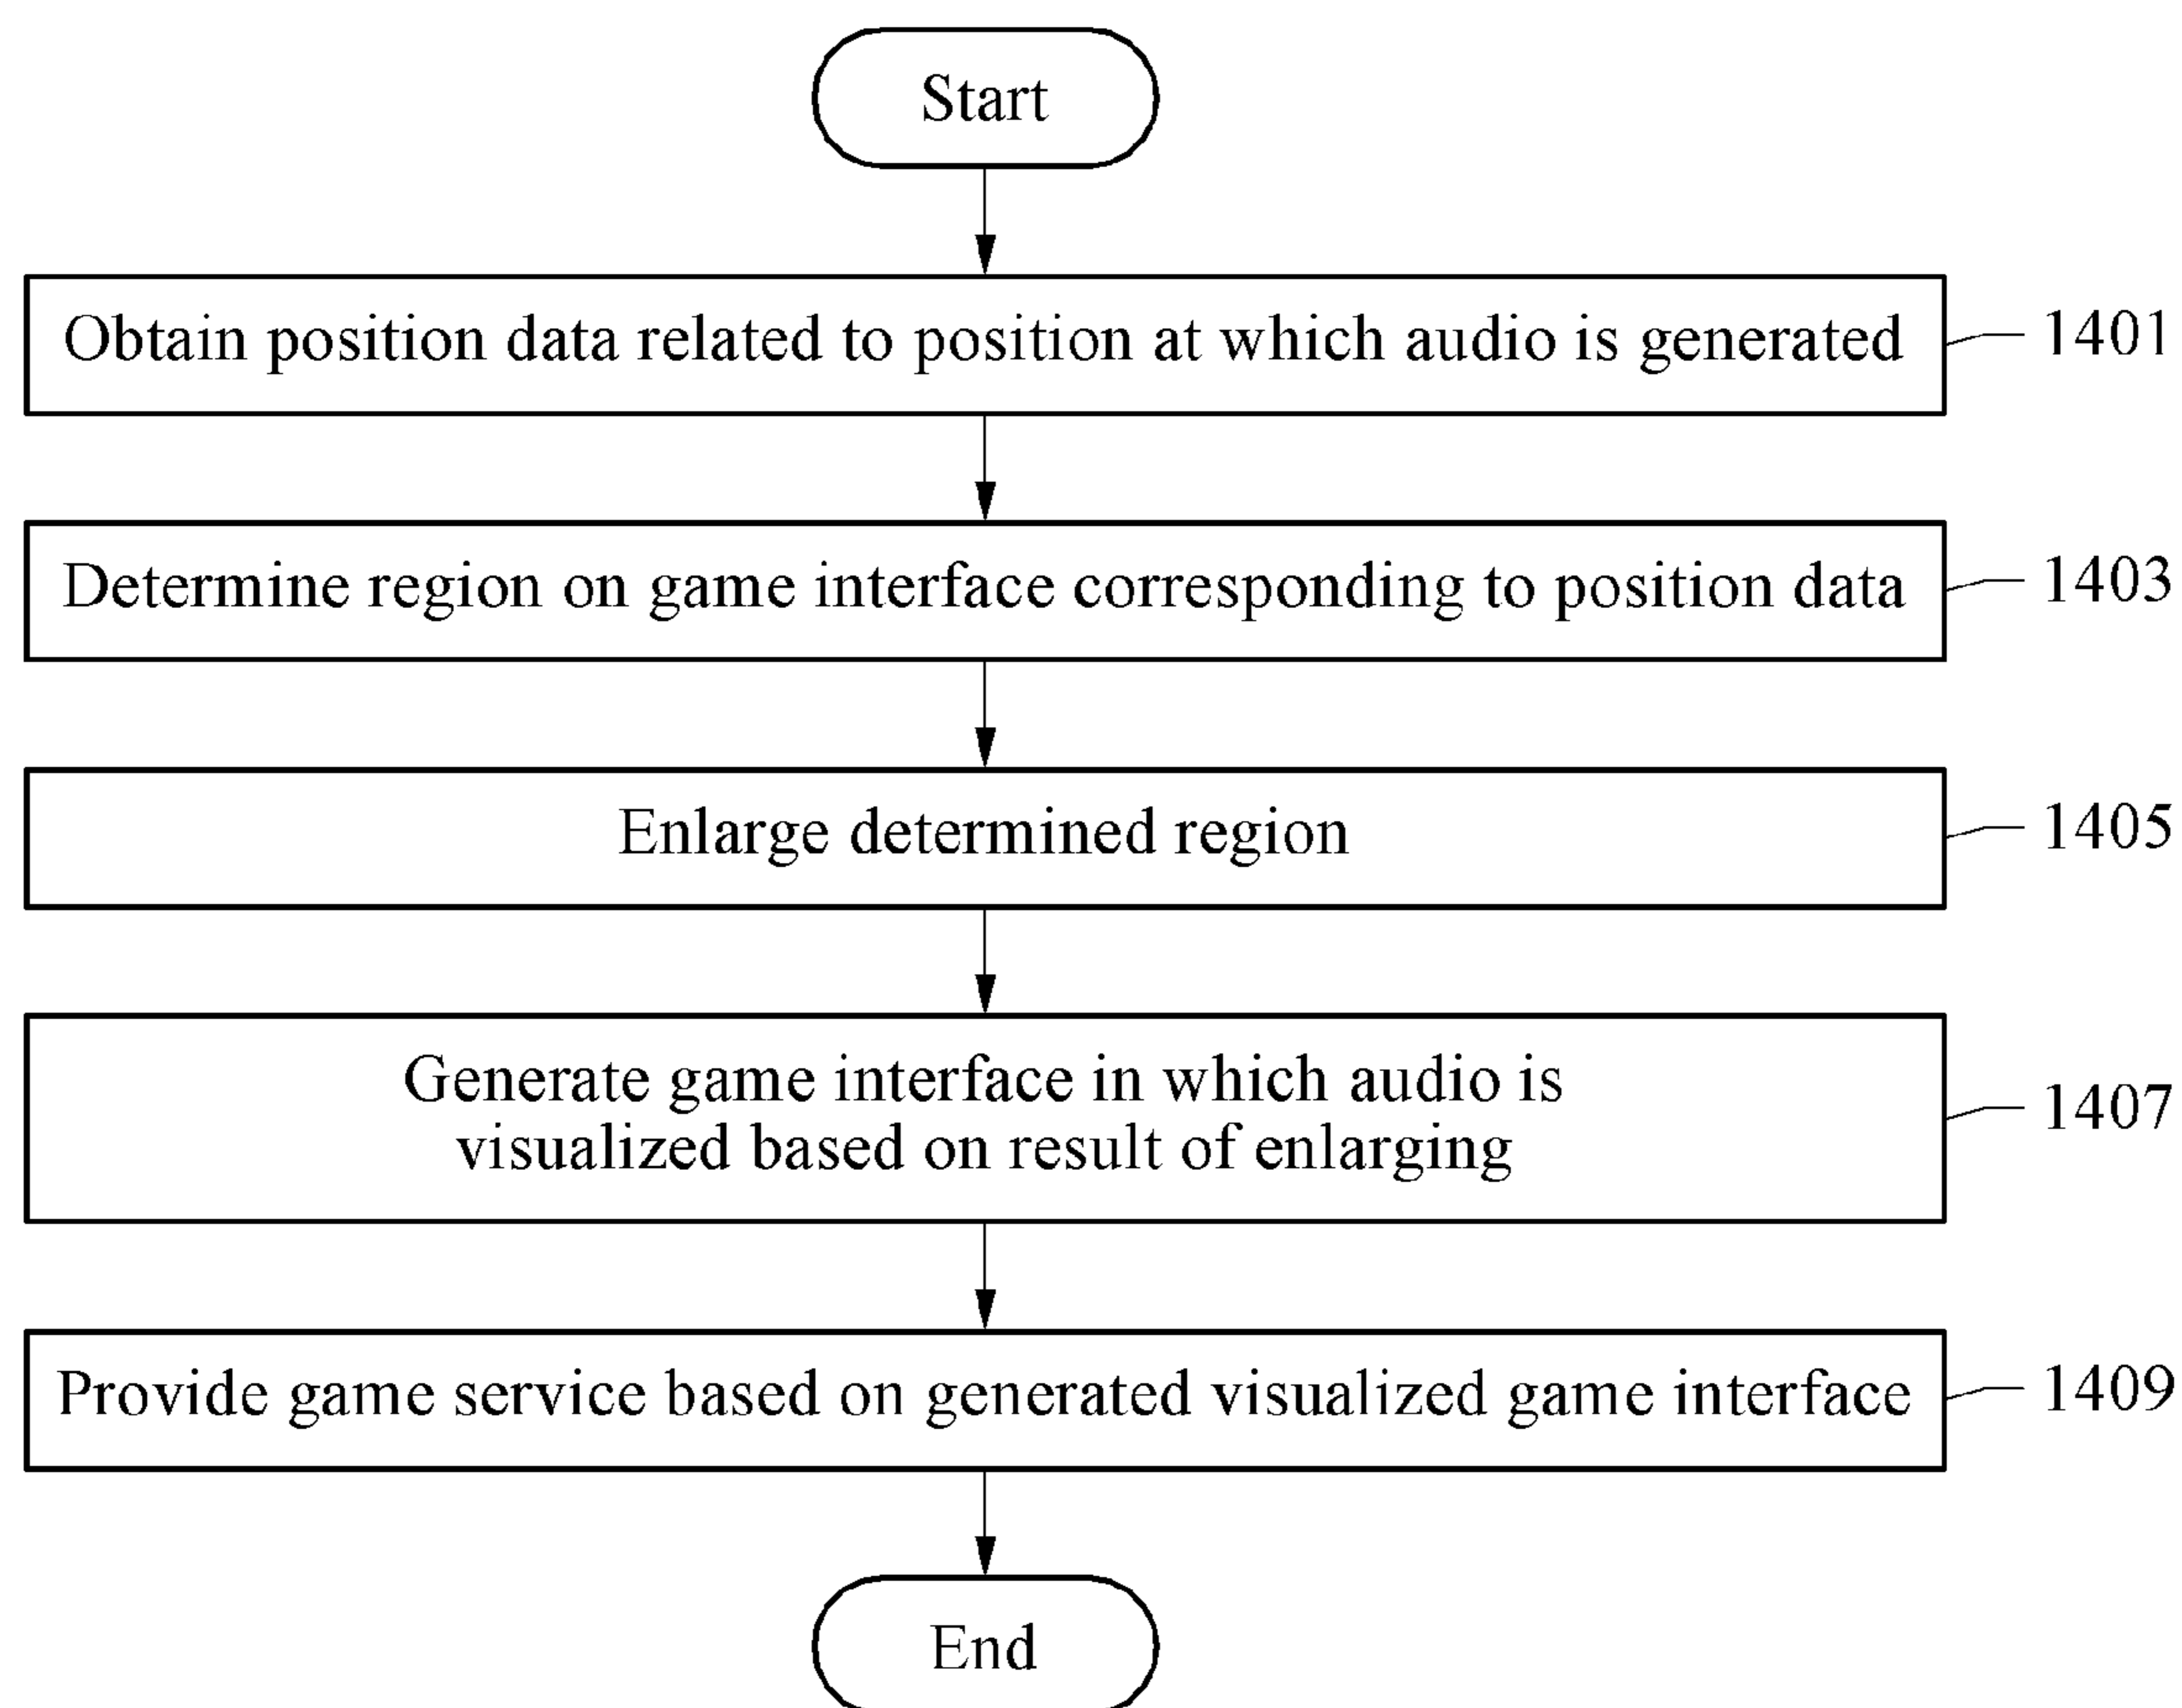 Start
Obtain position data related to position at which audio is generated
1401
Determine region on game interface corresponding to position data
1403
Enlarge determined region
1405
Generate game interface in which audio is
visualized based on result of enlarging
1407
Provide game service based on generated visualized game interface
1409
End